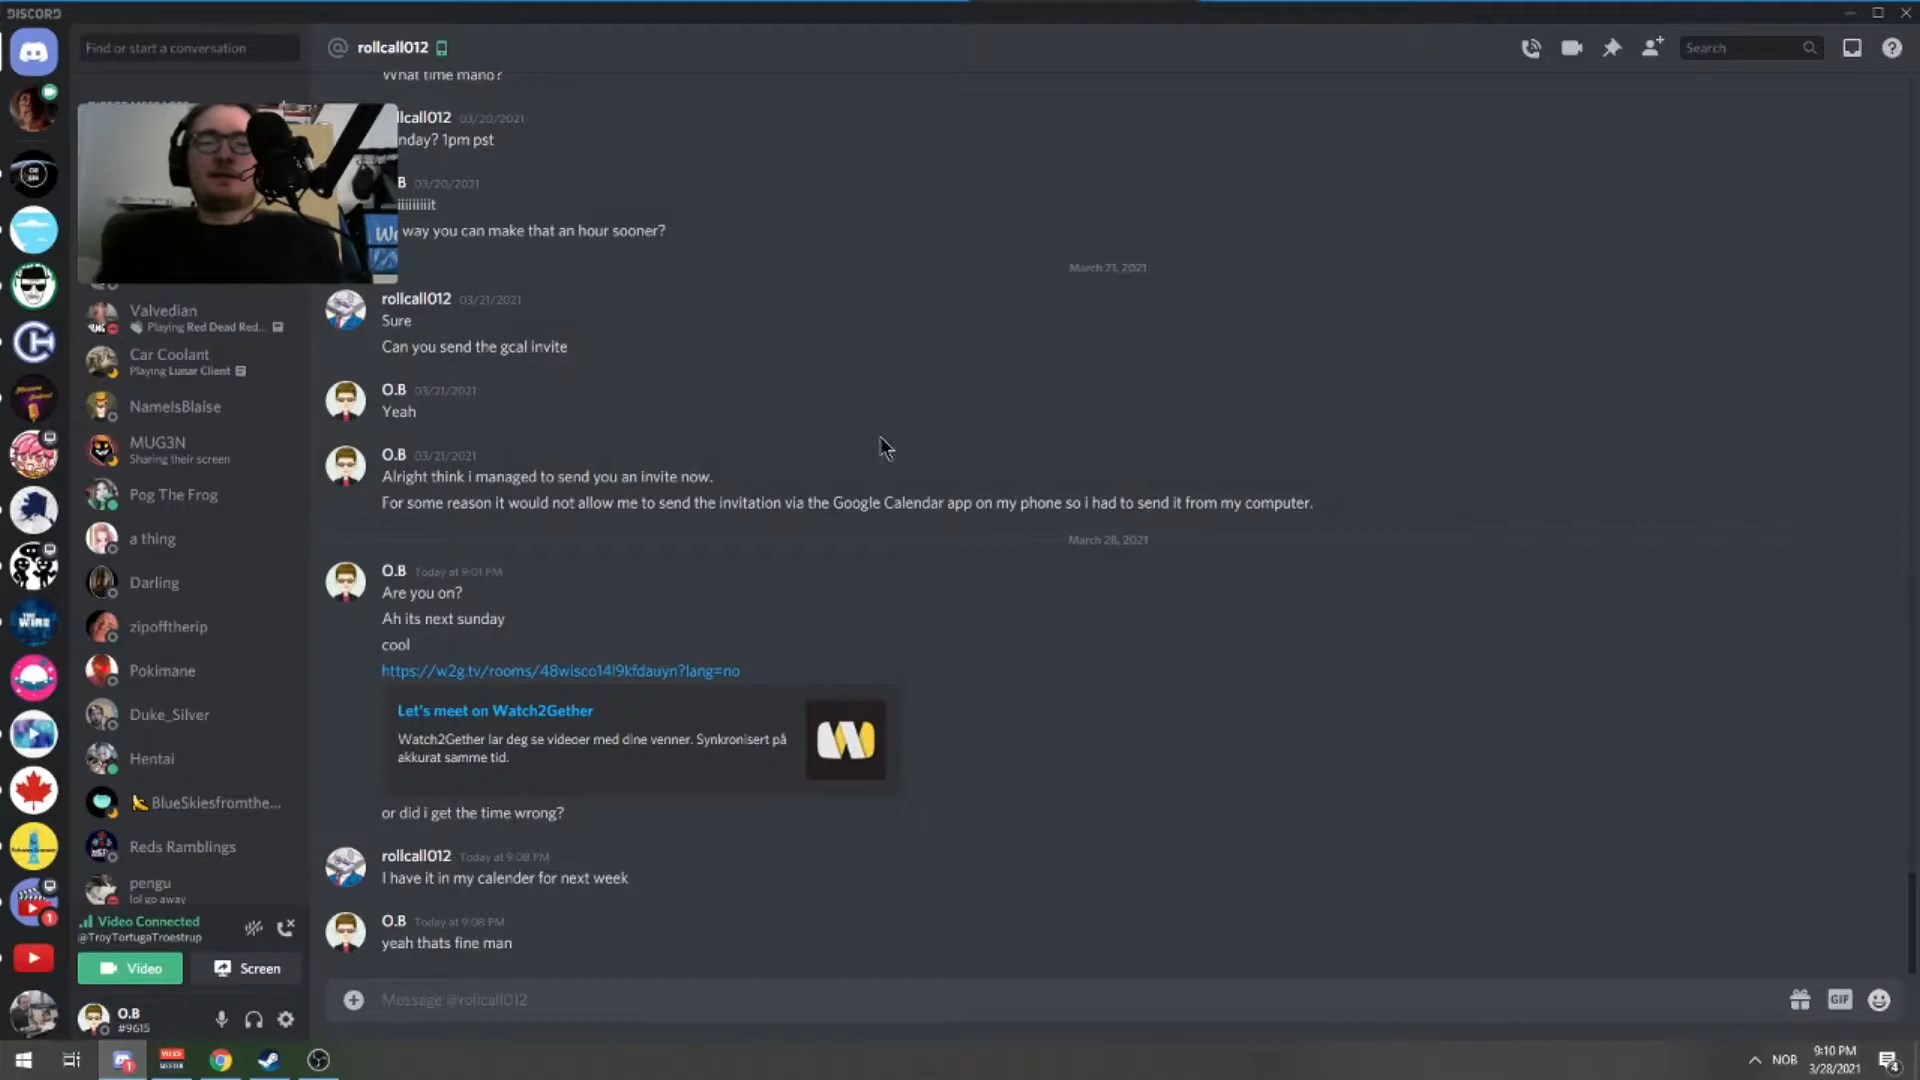 DISCORD
Find or start a conversation
rollcall012
Search
What time mano?
llcall012 03/20/2021
nday? 1pm pst
B 03/20/2021
iiiiiiiiiit
way you can make that an hour sooner?
March 21, 2021
rollcall012 03/21/2021
Sure
Can you send the gcal invite
O.B 03/21/2021
Yeah
O.B 03/21/2021
Alright think i managed to send you an invite now.
For some reason it would not allow me to send the invitation via the Google Calendar app on my phone so i had to send it from my computer.
March 28, 2021
O.B Today at 9:01 PM
Are you on?
Ah its next sunday
cool
https://w2g.tv/rooms/48wisco14l9kfdauyn?lang=no
Let's meet on Watch2Gether
Watch2Gether lar deg se videoer med dine venner. Synkronisert på
akkurat samme tid.
or did i get the time wrong?
rollcall012 Today at 9:08 PM
I have it in my calender for next week
O.B Today at 9:08 PM
yeah thats fine man
Message @rollcall012
GIF
Valvedian
Playing Red Dead Red...
Car Coolant
Playing Lunar Client
NameIsBlaise
MUG3N
Sharing their screen
Pog The Frog
a thing
Darling
zipofftherip
Pokimane
Duke_Silver
Hentai
BlueSkiesfromthe...
Reds Ramblings
pengu
lol go away
Video Connected
@TroyTortugaTroestrup
Video
Screen
O.B
#9615
THE WIRE
1
1
NOB
9:10 PM
3/28/2021
4